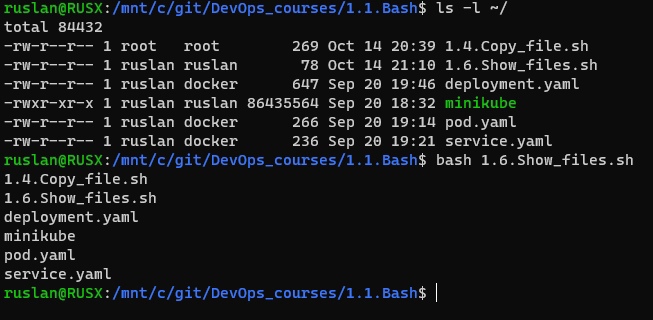 ruslan@RUSX:/mnt/c/git/DevOps_courses/1.1.Bash$ ls -l ~/
total 84432
-rw-r--r-- 1 root   root        269 Oct 14 20:39 1.4.Copy_file.sh
-rw-r--r-- 1 ruslan ruslan       78 Oct 14 21:10 1.6.Show_files.sh
-rw-r--r-- 1 ruslan docker      647 Sep 20 19:46 deployment.yaml
-rwxr-xr-x 1 ruslan ruslan 86435564 Sep 20 18:32 minikube
-rw-r--r-- 1 ruslan docker      266 Sep 20 19:14 pod.yaml
-rw-r--r-- 1 ruslan docker      236 Sep 20 19:21 service.yaml
ruslan@RUSX:/mnt/c/git/DevOps_courses/1.1.Bash$ bash 1.6.Show_files.sh
1.4.Copy_file.sh
1.6.Show_files.sh
deployment.yaml
minikube
pod.yaml
service.yaml
ruslan@RUSX:/mnt/c/git/DevOps_courses/1.1.Bash$